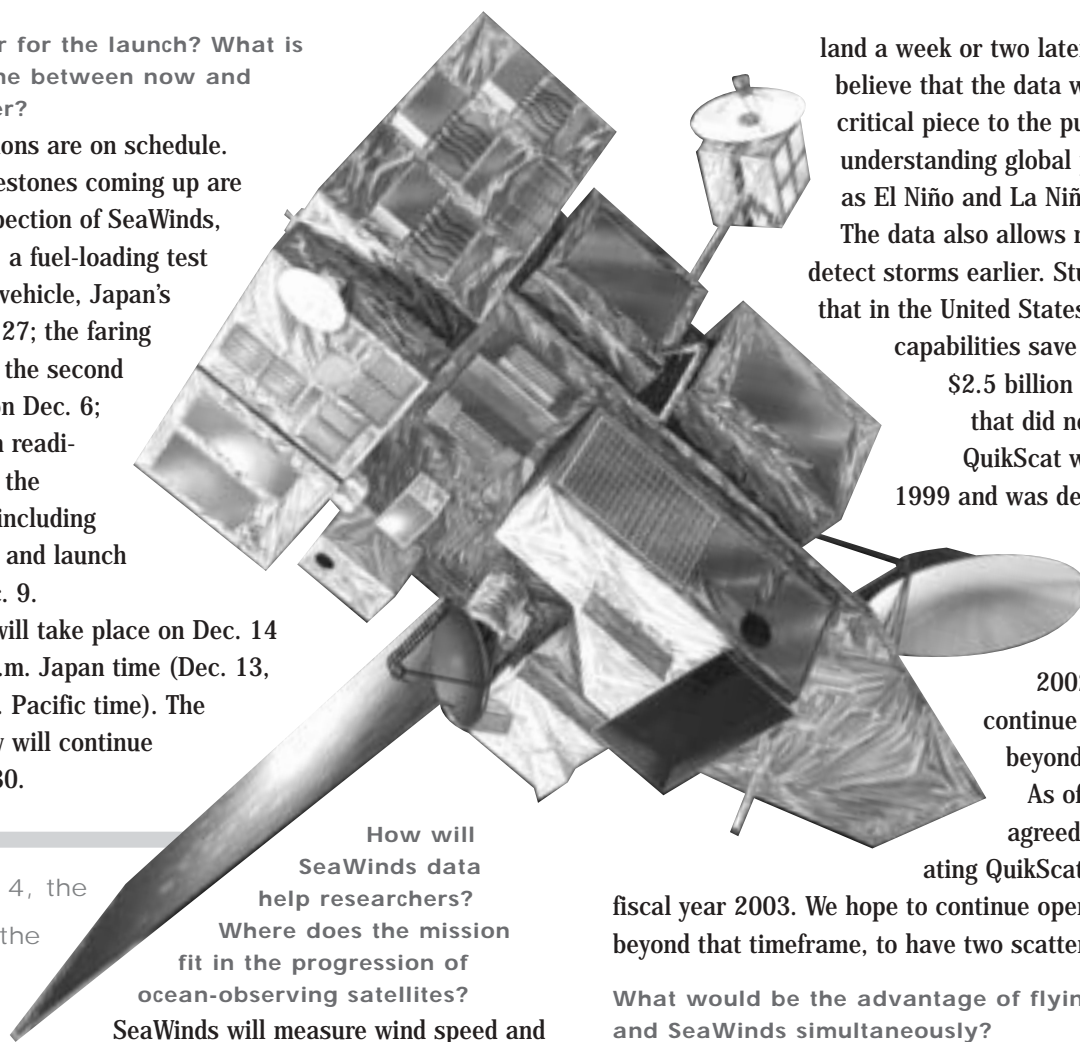 r for the launch? What is
ne between now and
er?
ions are on schedule.
estones coming up are
pection of SeaWinds,
a fuel-loading test
vehicle, Japan's
27; the faring
the second
on Dec. 6;
n readi-
the
including
and launch
c. 9.
will take place on Dec. 14
.m. Japan time (Dec. 13,
. Pacific time). The
w will continue
30.
4, the
the
How will
SeaWinds data
help researchers?
Where does the mission
fit in the progression of
ocean-observing satellites?
SeaWinds will measure wind speed and
land a week or two later
believe that the data w
critical piece to the pu
understanding global
as El Niño and La Niñ
The data also allows
detect storms earlier. Stu
that in the United States
capabilities save
$2.5 billion
that did no
QuikScat w
1999 and was de
200
continue
beyond
As of
agreed
ating QuikScat
fiscal year 2003. We hope to continue oper
beyond that timeframe, to have two scatter
What would be the advantage of flyin
and SeaWinds simultaneously?